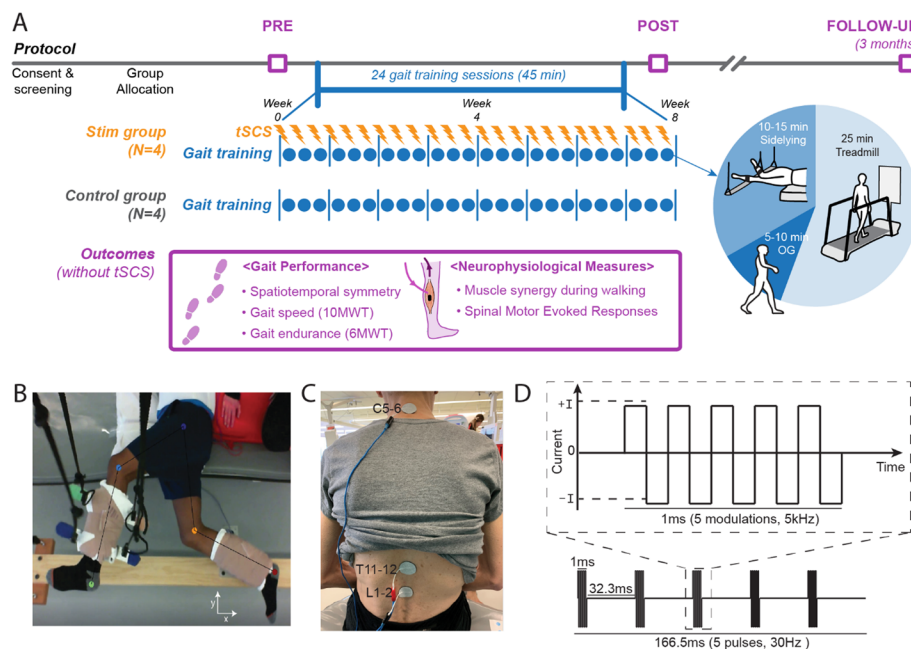 A
PRE
POST
FOLLOW-U
(3 months
Protocol
Consent &
screening
Group
Allocation
24 gait training sessions (45 min)
Week
0
Week
4
Week
8
Stim group
(N=4)
tSCS
Gait training
Control group
(N=4)
Gait training
10-15 min
Sidelying
25 min
Treadmill
5-10 min
OG
Outcomes
(without tSCS)
<Gait Performance>
• Spatiotemporal symmetry
• Gait speed (10MWT)
• Gait endurance (6MWT)
<Neurophysiological Measures>
• Muscle synergy during walking
• Spinal Motor Evoked Responses
B
y
x
C
C5-6
T11-12
L1-2
D
+I
Current
0
-I
Time
1ms (5 modulations, 5kHz)
1ms
32.3ms
166.5ms (5 pulses, 30Hz )